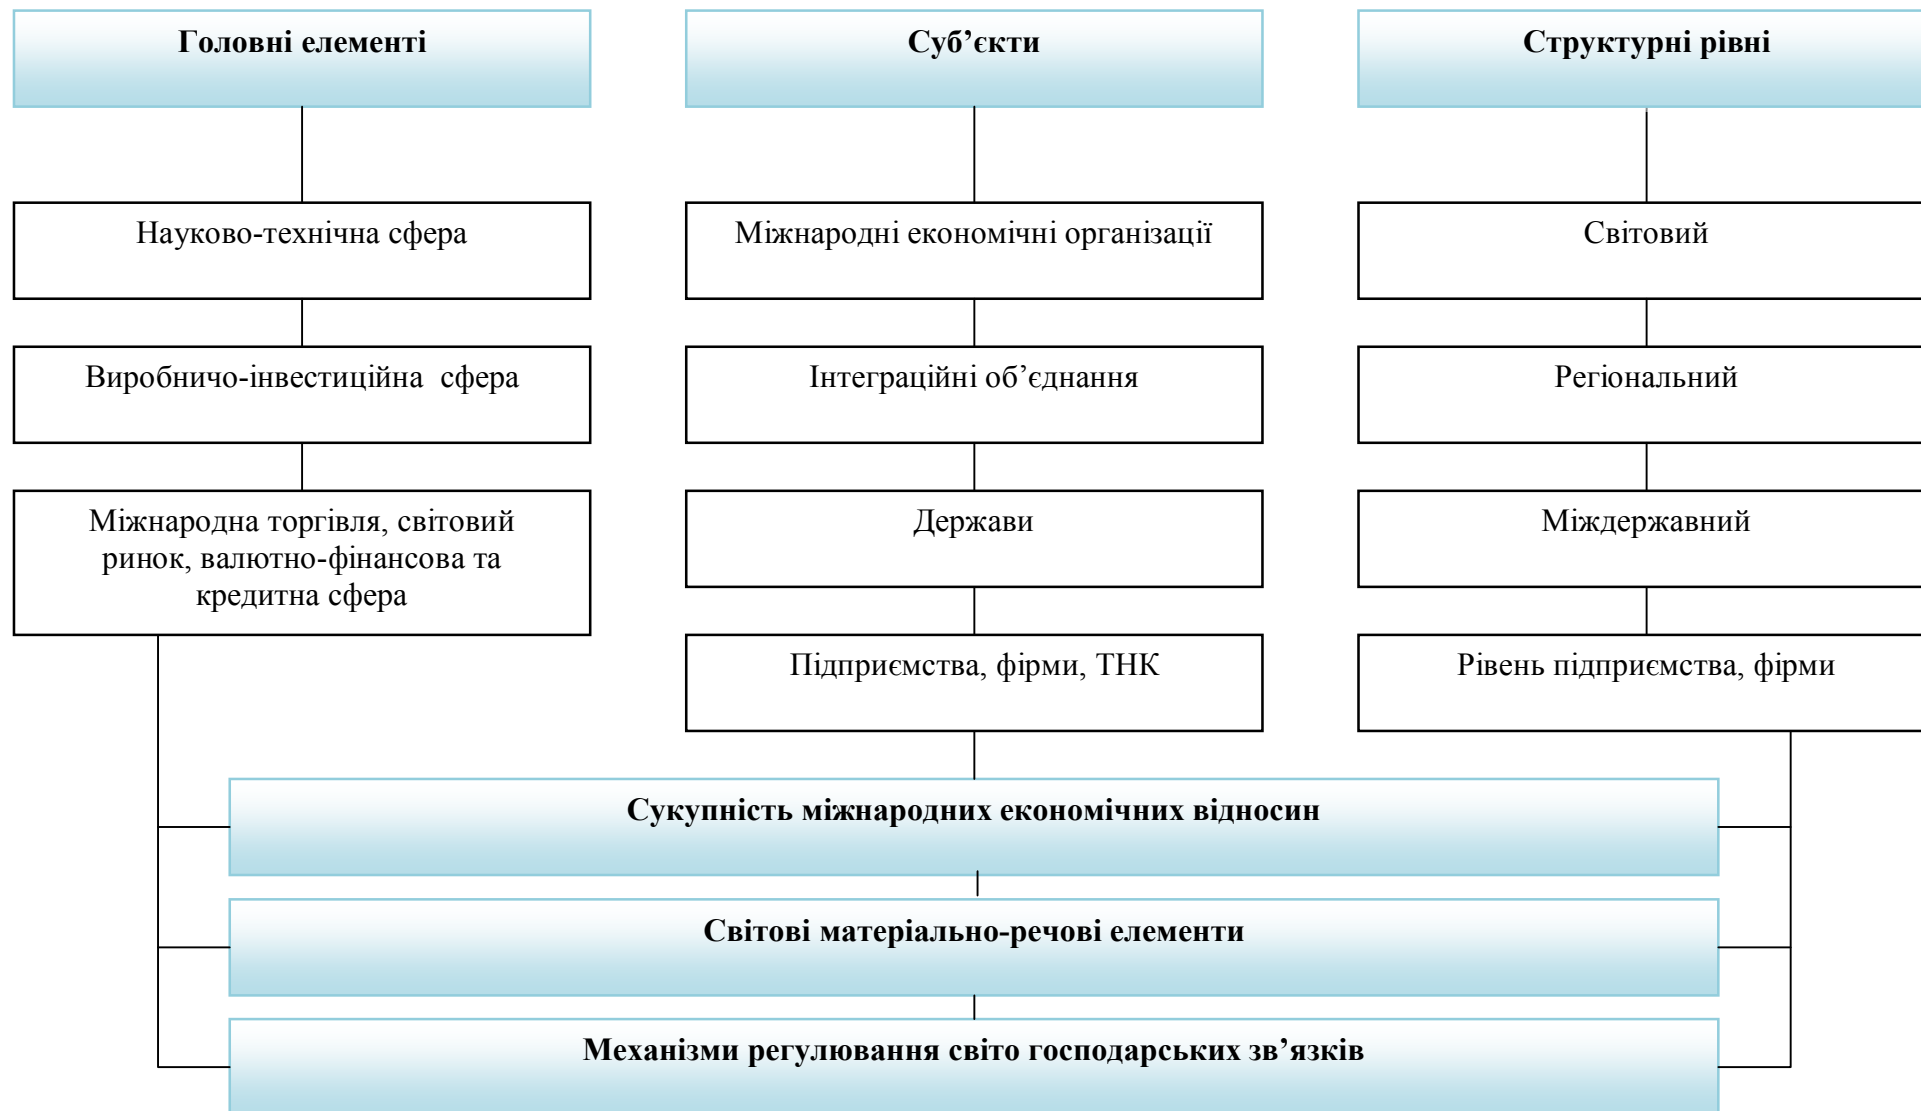 Головні елементі
Суб’єкти
Структурні рівні
Науково-технічна сфера
Міжнародні економічні організації
Світовий
Виробничо-інвестиційна  сфера
Інтеграційні об’єднання
Регіональний
Міжнародна торгівля, світовий
ринок, валютно-фінансова та
кредитна сфера
Держави
Міждержавний
Підприємства, фірми, ТНК
Рівень підприємства, фірми
Сукупність міжнародних економічних відносин
Світові матеріально-речові елементи
Механізми регулювання світо господарських зв’язків